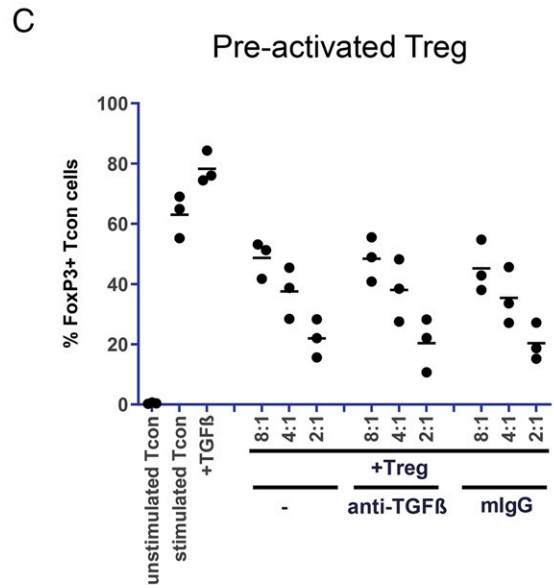 C
Pre-activated Treg
% FoxP3+ Tcon cells
100
80
60
40
20
0
unstimulated Tcon
stimulated Tcon
+TGFß
8:1
4:1
2:1
8:1
4:1
2:1
8:1
4:1
2:1
+Treg
-
anti-TGFß
mIgG